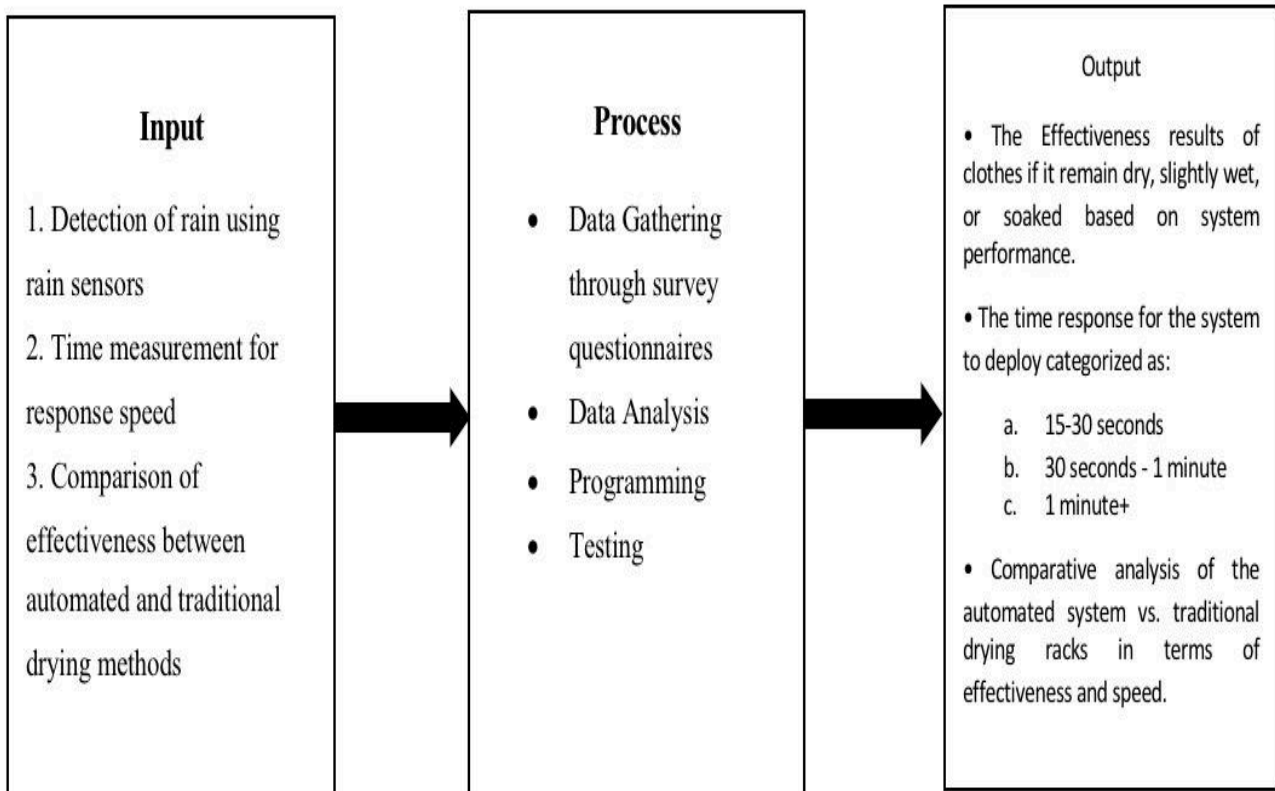 Input
1. Detection of rain using
rain sensors
2. Time measurement for
response speed
3. Comparison of
effectiveness between
automated and traditional
drying methods
Process
• Data Gathering
through survey
questionnaires
• Data Analysis
• Programming
• Testing
Output
• The Effectiveness results of
clothes if it remain dry, slightly wet,
or soaked based on system
performance.
• The time response for the system
to deploy categorized as:
a. 15-30 seconds
b. 30 seconds - 1 minute
c. 1 minute+
• Comparative analysis of the
automated system vs. traditional
drying racks in terms of
effectiveness and speed.